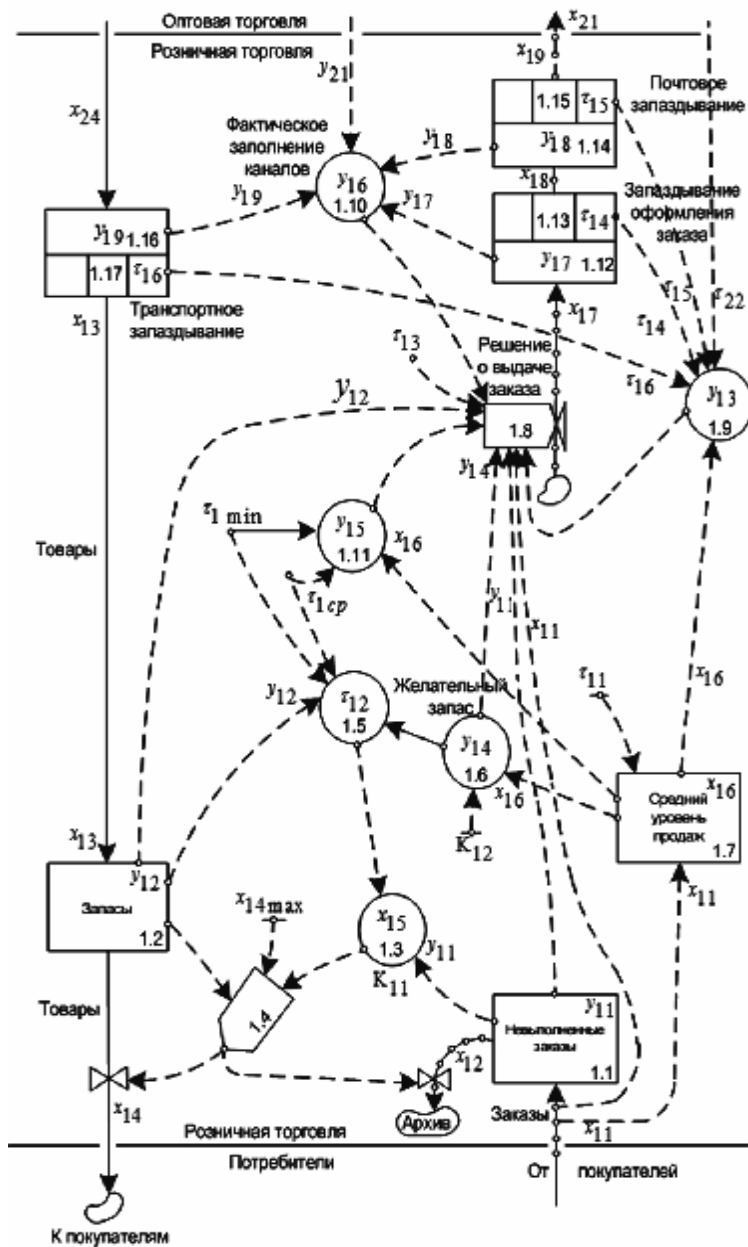 Оптовая торговля
x21
Розничная торговля
x19
y21
x24
Фактическое
заполнение
каналов
1.15 τ15
Почтовое
запаздывание
y18
y18 1.14
y16
1.10
x18
y19
y17
1.13 τ14
Запаздывание
оформления
заказа
y19 1.16
y17
1.12
1.17 τ16
τ15
τ22
x13
Транспортное
запаздывание
x17
τ14
τ13
Решение
о выдаче
заказа
τ16
y12
y13
1.9
1.8
y14
τ1 min
y15
1.11
x16
Товары
τ1 ср
y11
x11
y12
τ12
1.5
Желательный
запас
τ11
x16
y14
1.6
x16
x16
Средний
уровень
продаж
1.7
x13
K12
y12
x11
Запасы
1.2
x14max
x15
1.3
y11
K11
Товары
1.4
y11
Невыполненные
заказы
1.1
x12
x14
Архив
Заказы
x11
Розничная торговля
Потребители
От покупателей
К покупателям